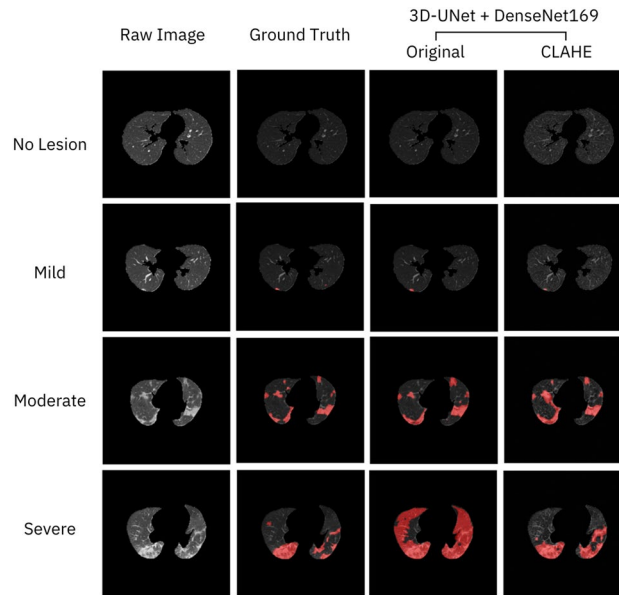 3D-UNet + DenseNet169
Raw Image Ground Truth Original CLAHE
No Lesion
Mild
Moderate
Severe